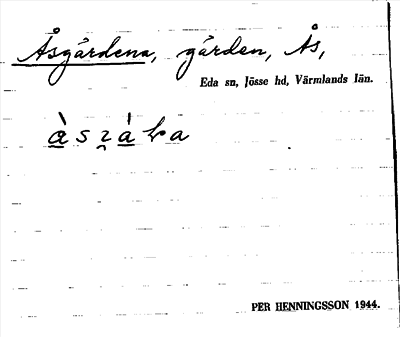 Åsgårdena, gården, Ås,
Eda sn, Jösse hd, Värmlands län.
PER HENNINGSSON 1944.